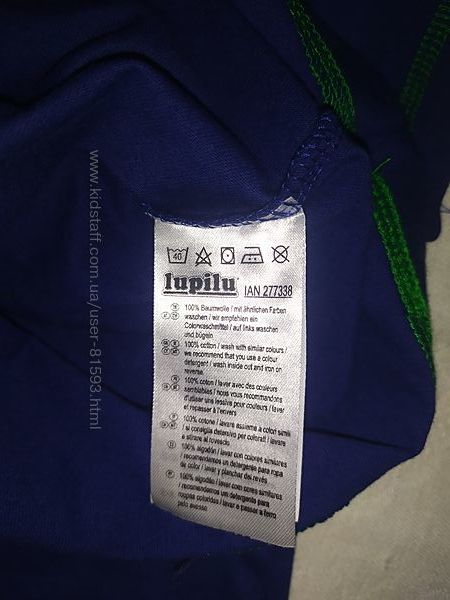 40
lupilu IAN 277338
100% Baumwolle / mit ähnlichen Farben
waschen / wir empfehlen ein
Colorwaschmittel / auf links waschen
und bügeln
100% cotton / wash with similar colours /
we recommend that you use a colour
detergent / wash inside out and iron on
reverse
100% coton / laver avec des couleurs
semblables / nous vous recommandons
d'utiliser une lessive pour couleurs / laver
et repasser à l'envers
100% cotone / lavare assieme a colori simili
/ si consiglia detersivo per colorati / lavare
e stirare al rovescio
100% algodón / lavar con colores similares
/ recomendamos un detergente para ropa
de color / lavar y planchar del revés
100% algodão / lavar com cores similares
/ recomendamos um detergente para
roupas coloridas / lavar e passar a ferro
pelo avesso
www.kidstaff.com.ua/user-81593.html